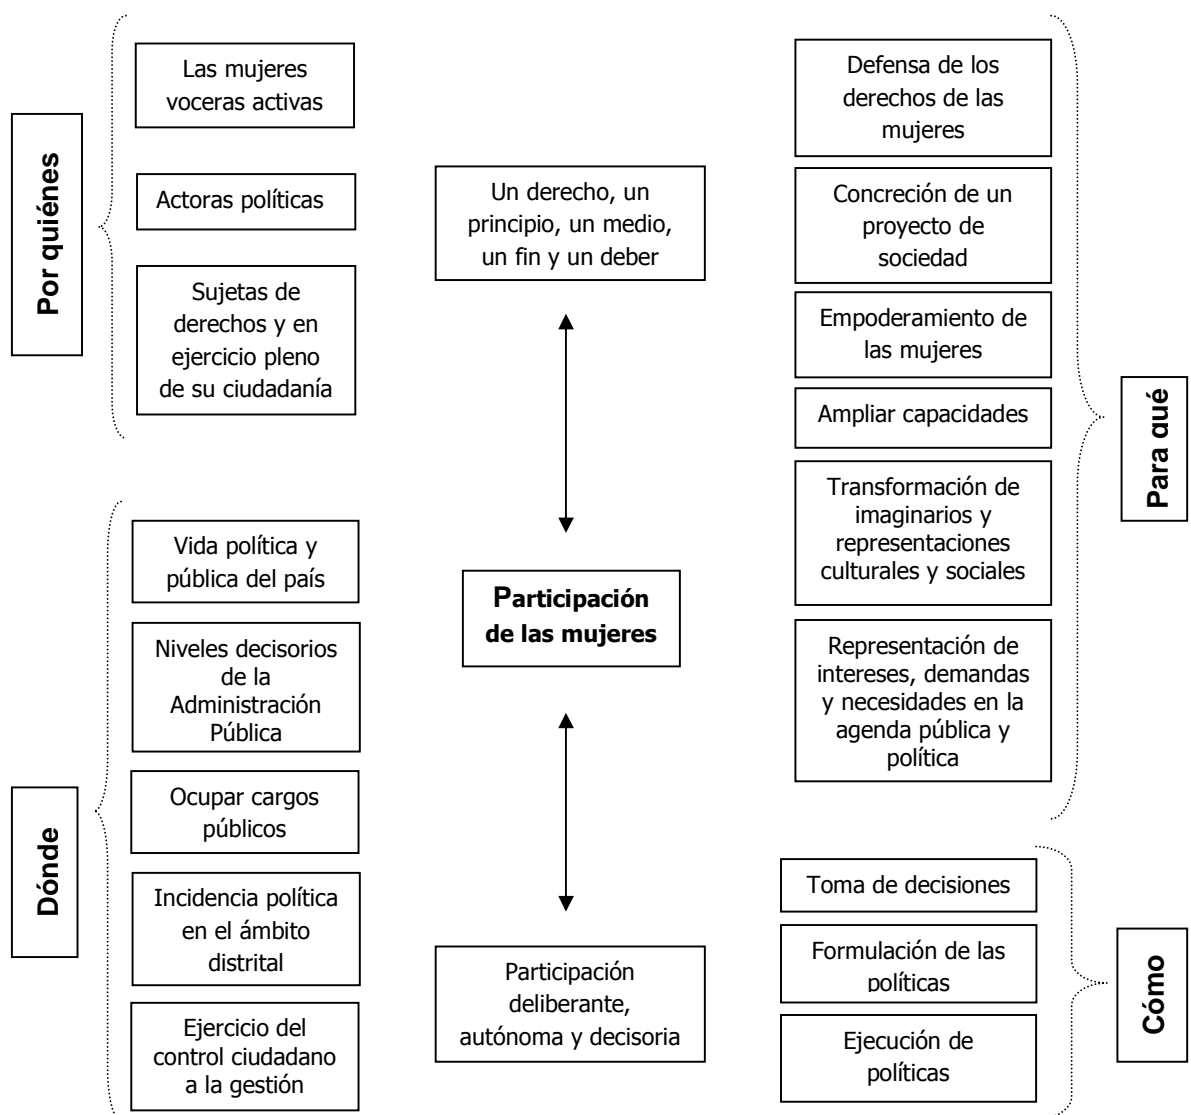 Por quiénes
Las mujeres
voceras activas
Actoras políticas
Sujetas de
derechos y en
ejercicio pleno
de su ciudadanía
Dónde
Vida política y
pública del país
Niveles decisorios
de la
Administración
Pública
Ocupar cargos
públicos
Incidencia política
en el ámbito
distrital
Ejercicio del
control ciudadano
a la gestión
Un derecho, un
principio, un medio,
un fin y un deber
Participación
de las mujeres
Participación
deliberante,
autónoma y decisoria
Defensa de los
derechos de las
mujeres
Concreción de un
proyecto de
sociedad
Empoderamiento de
las mujeres
Ampliar capacidades
Transformación de
imaginarios y
representaciones
culturales y sociales
Representación de
intereses, demandas
y necesidades en la
agenda pública y
política
Para qué
Toma de decisiones
Formulación de las
políticas
Ejecución de
políticas
Cómo